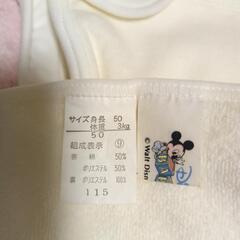 サイズ 身長 50
体重 3kg
50
組成表示 ⑨
表 綿 50%
ポリエステル 50%
裏 ポリエステル 100%
115
© Walt Disn